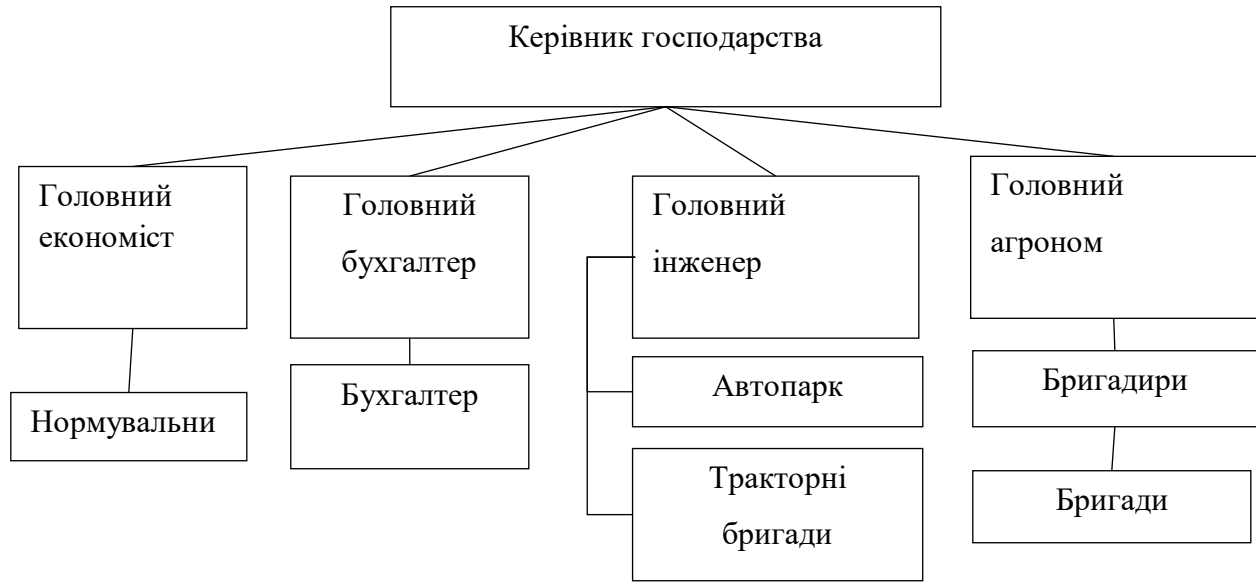 Керівник господарства
Головний
економіст
Головний
бухгалтер
Головний
інженер
Головний
агроном
Нормувальни
Бухгалтер
Автопарк
Тракторні
бригади
Бригадири
Бригади